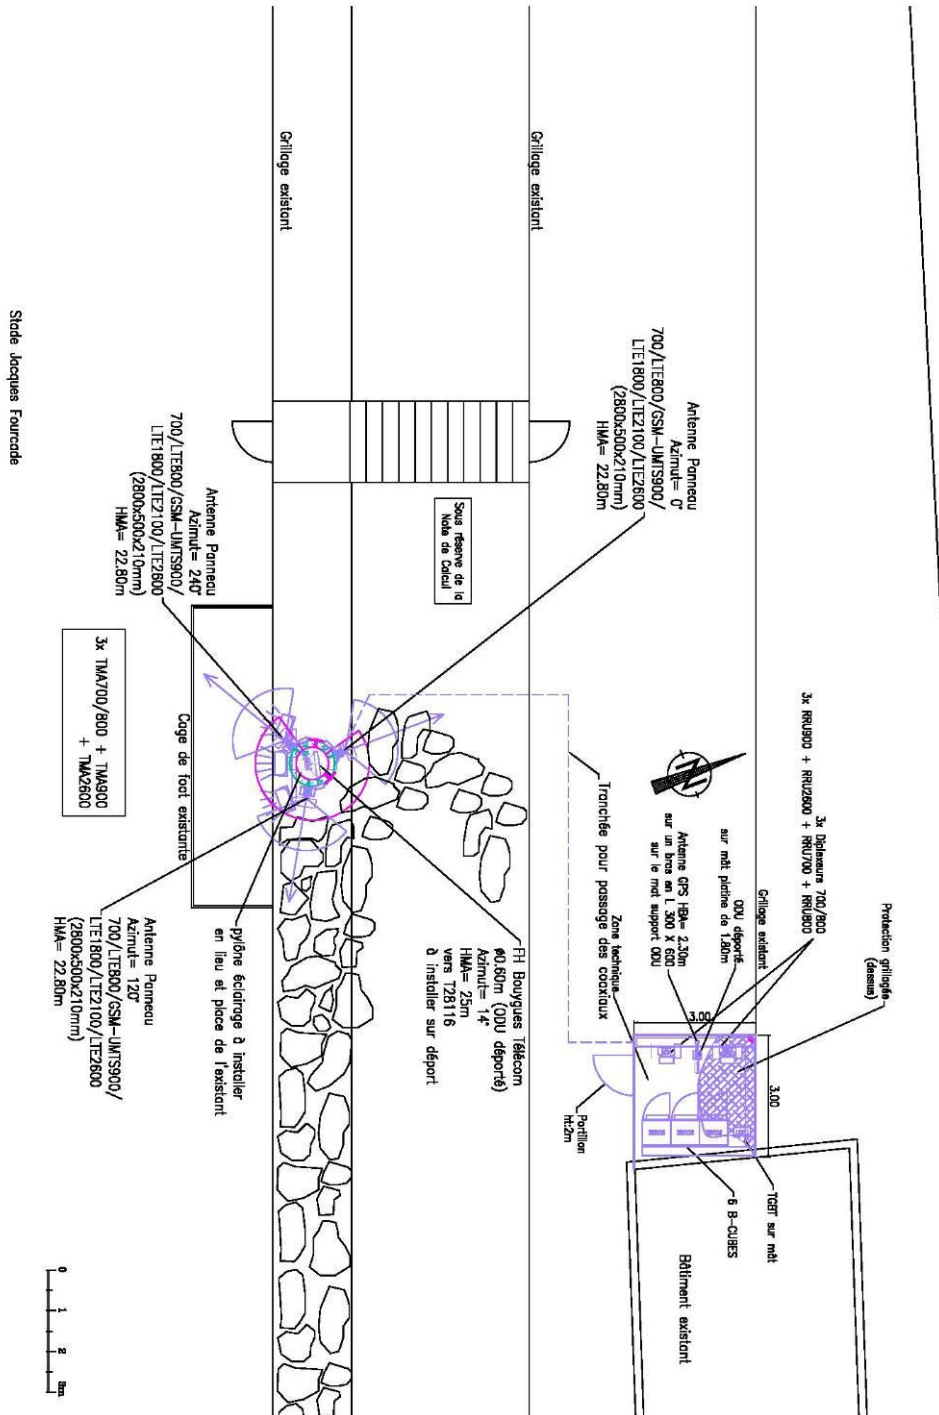 Protection grillagée
(dessus)
3x Diplexeurs 700/800
3x RRU900 + RRU2600 + RRU700 + RRU800
Grillage existant
ODU déporté
sur mât platine de 1.80m
Antenne GPS HBA= 2.30m
sur un bras en L 300 X 600
sur le mat support ODU
Zone technique
Tranchée pour passage des coaxiaux
3.00
3.00
Portillon
Ht:2m
TGBT sur mât
6 B-CUBES
Bâtiment existant
N
Grillage existant
Grillage existant
Antenne Panneau
Azimut= 0°
700/LTE800/GSM-UMTS900/
LTE1800/LTE2100/LTE2600
(2800x500x210mm)
HMA= 22.80m
Sous réserve de la
Note de Calcul
FH Bouygues Télécom
ø0.60m (ODU déporté)
Azimut= 14°
HMA= 25m
vers T28116
à installer sur déport
pylône éclairage à installer
en lieu et place de l'existant
Antenne Panneau
Azimut= 240°
700/LTE800/GSM-UMTS900/
LTE1800/LTE2100/LTE2600
(2800x500x210mm)
HMA= 22.80m
Cage de foot existante
Antenne Panneau
Azimut= 120°
700/LTE800/GSM-UMTS900/
LTE1800/LTE2100/LTE2600
(2800x500x210mm)
HMA= 22.80m
3x TMA700/800 + TMA900
+ TMA2600
Stade Jacques Fourcade
0 1 2 3m